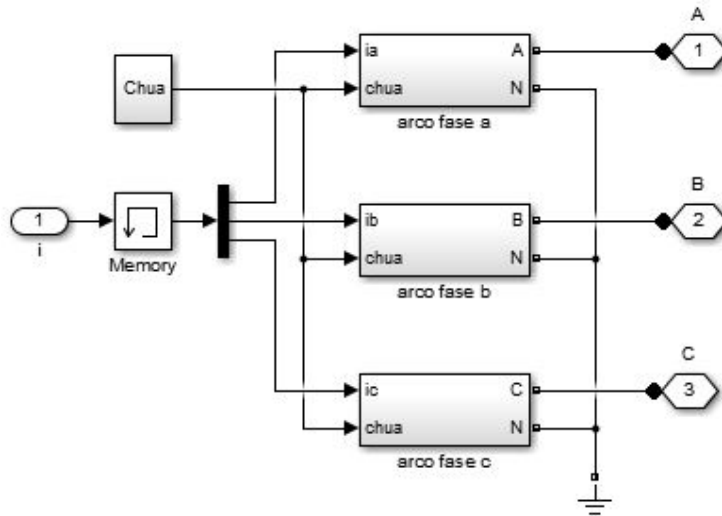 A
ia
A
1
Chua
chua
N
arco fase a
B
1
ib
B
2
i
Memory
chua
N
arco fase b
C
ic
C
3
chua
N
arco fase c